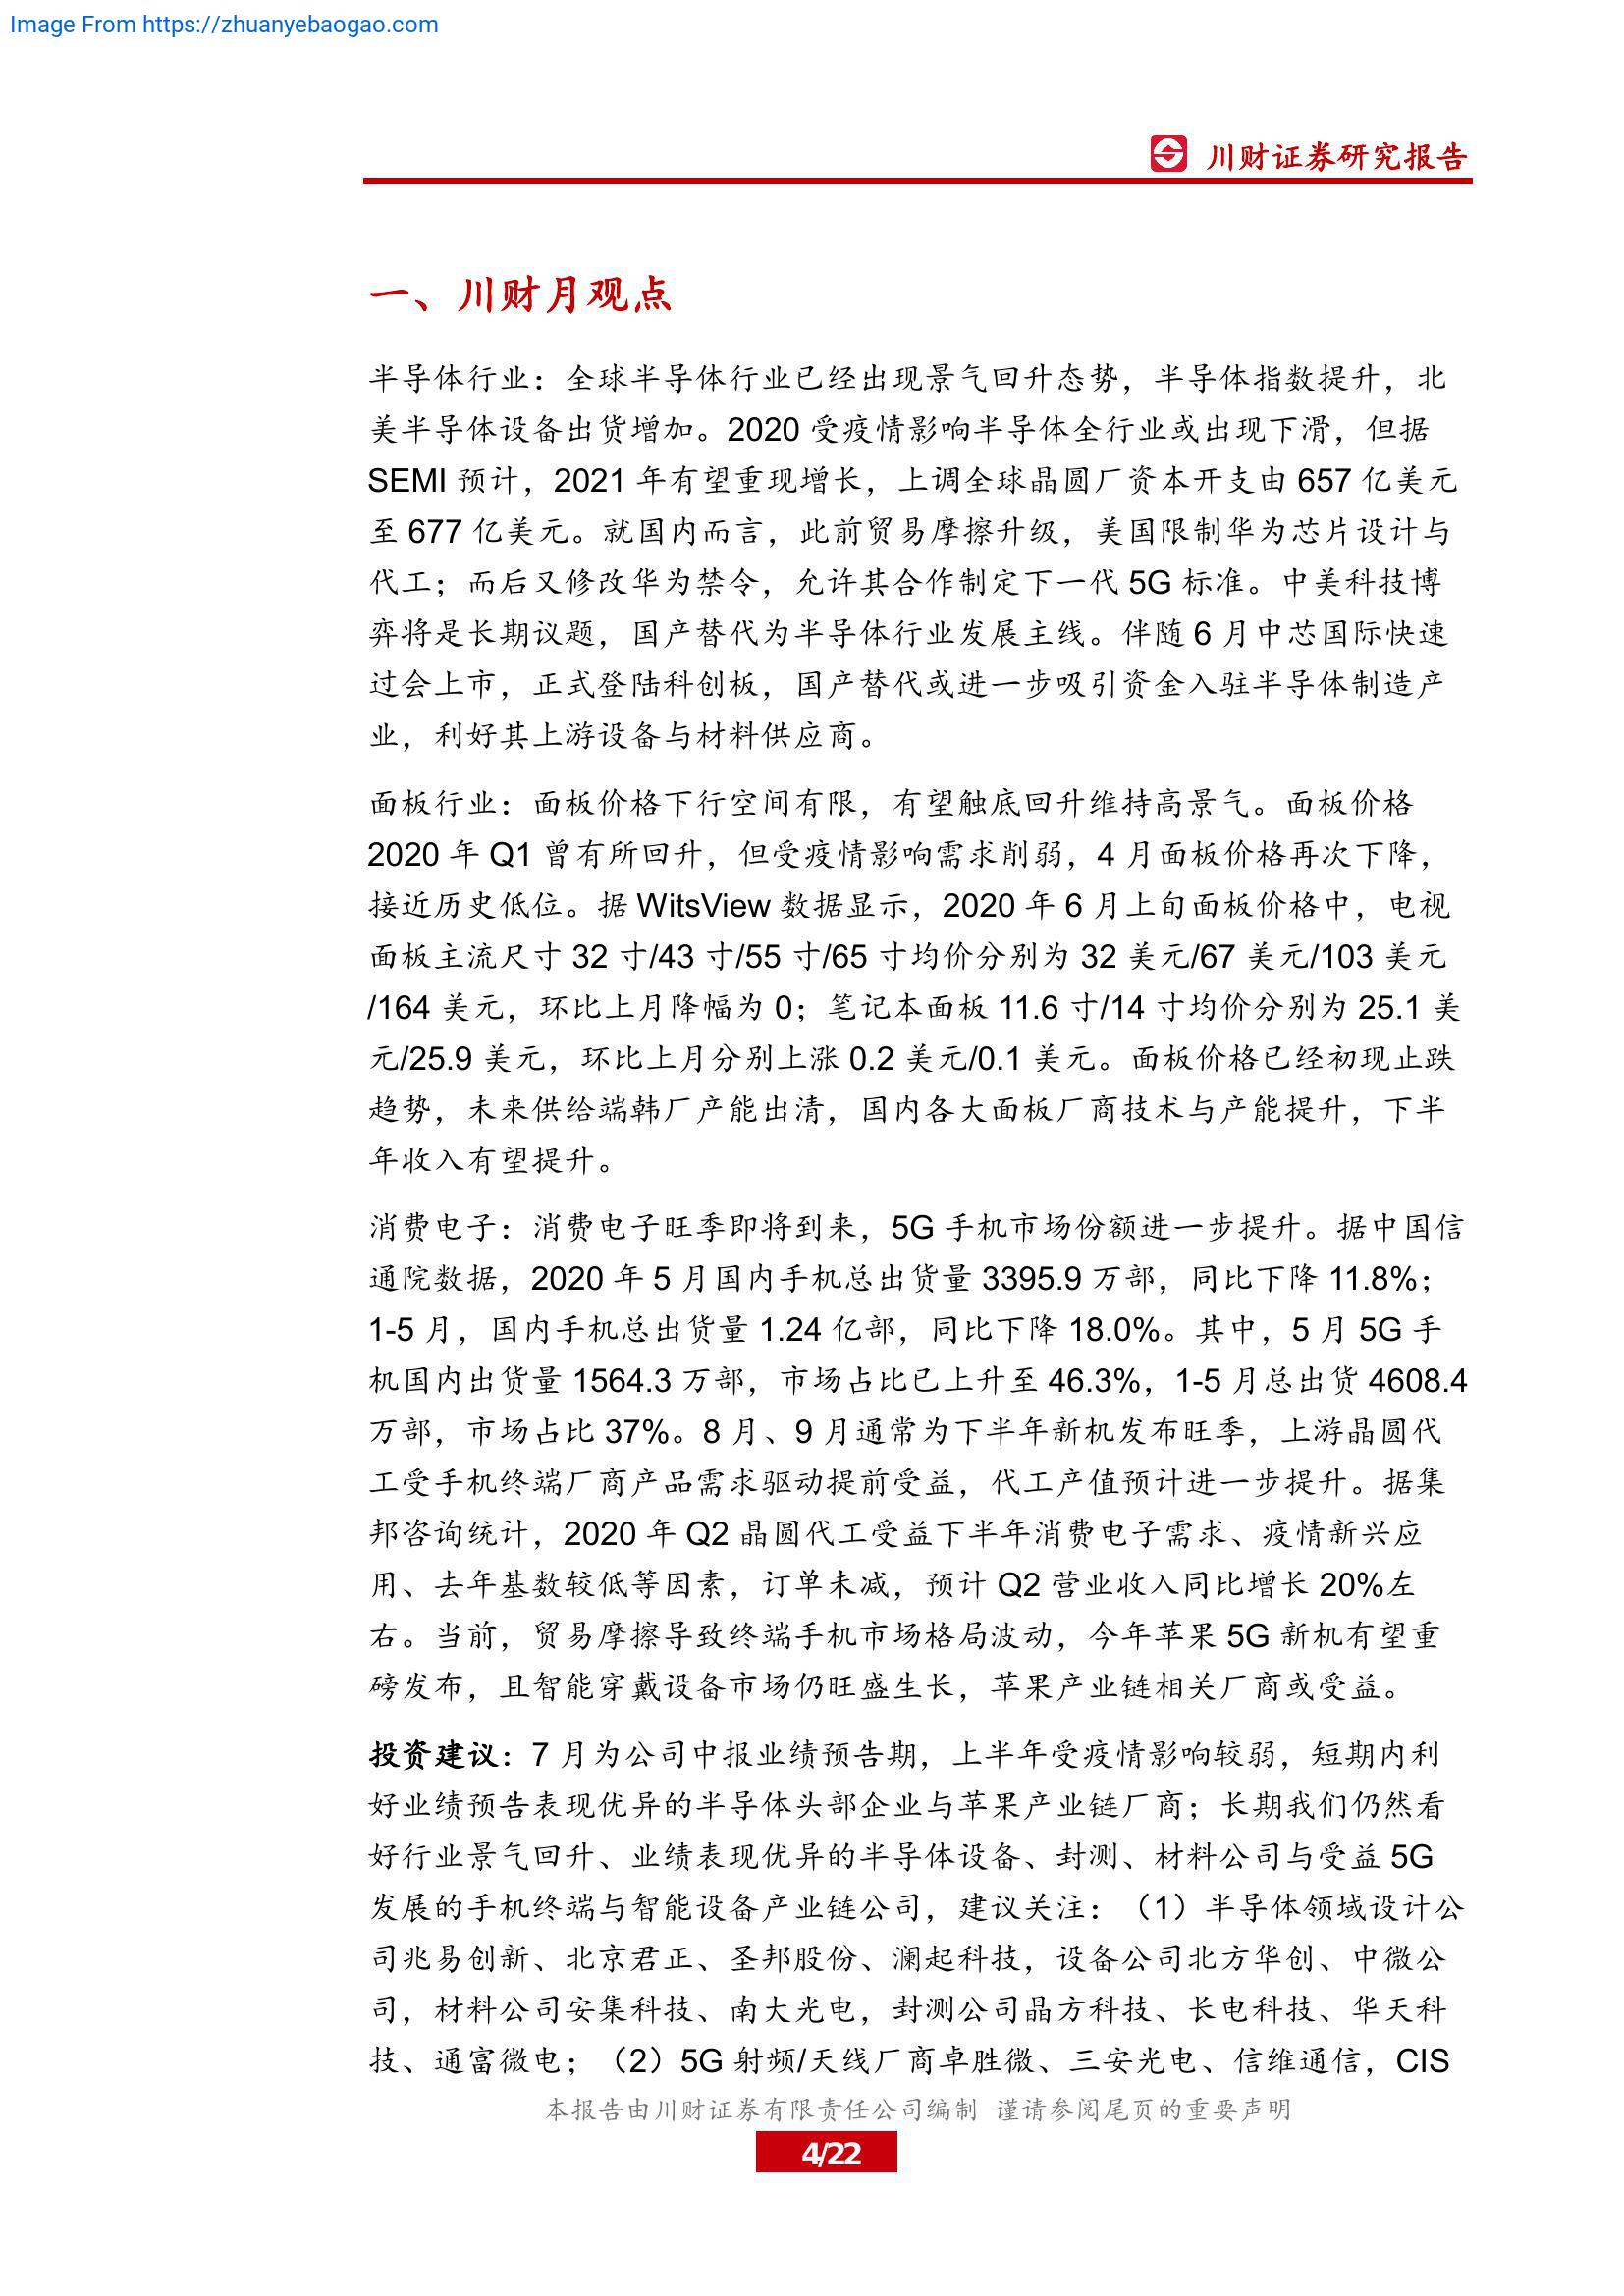 Image From https://zhuanyebaogao.com
川财证券研究报告
一、川财月观点
半导体行业：全球半导体行业已经出现景气回升态势，半导体指数提升，北
美半导体设备出货增加。2020 受疫情影响半导体全行业或出现下滑，但据
SEMI 预计，2021 年有望重现增长，上调全球晶圆厂资本开支由 657 亿美元
至 677 亿美元。就国内而言，此前贸易摩擦升级，美国限制华为芯片设计与
代工；而后又修改华为禁令，允许其合作制定下一代 5G 标准。中美科技博
弈将是长期议题，国产替代为半导体行业发展主线。伴随 6 月中芯国际快速
过会上市，正式登陆科创板，国产替代或进一步吸引资金入驻半导体制造产
业，利好其上游设备与材料供应商。
面板行业：面板价格下行空间有限，有望触底回升维持高景气。面板价格
2020 年 Q1 曾有所回升，但受疫情影响需求削弱，4 月面板价格再次下降，
接近历史低位。据 WitsView 数据显示，2020 年 6 月上旬面板价格中，电视
面板主流尺寸 32 寸/43 寸/55 寸/65 寸均价分别为 32 美元/67 美元/103 美元
/164 美元，环比上月降幅为 0；笔记本面板 11.6 寸/14 寸均价分别为 25.1 美
元/25.9 美元，环比上月分别上涨 0.2 美元/0.1 美元。面板价格已经初现止跌
趋势，未来供给端韩厂产能出清，国内各大面板厂商技术与产能提升，下半
年收入有望提升。
消费电子：消费电子旺季即将到来，5G 手机市场份额进一步提升。据中国信
通院数据，2020 年 5 月国内手机总出货量 3395.9 万部，同比下降 11.8%；
1-5 月，国内手机总出货量 1.24 亿部，同比下降 18.0%。其中，5 月 5G 手
机国内出货量 1564.3 万部，市场占比已上升至 46.3%，1-5 月总出货 4608.4
万部，市场占比 37%。8 月、9 月通常为下半年新机发布旺季，上游晶圆代
工受手机终端厂商产品需求驱动提前受益，代工产值预计进一步提升。据集
邦咨询统计，2020 年 Q2 晶圆代工受益下半年消费电子需求、疫情新兴应
用、去年基数较低等因素，订单未减，预计 Q2 营业收入同比增长 20%左
右。当前，贸易摩擦导致终端手机市场格局波动，今年苹果 5G 新机有望重
磅发布，且智能穿戴设备市场仍旺盛生长，苹果产业链相关厂商或受益。
投资建议：7 月为公司中报业绩预告期，上半年受疫情影响较弱，短期内利
好业绩预告表现优异的半导体头部企业与苹果产业链厂商；长期我们仍然看
好行业景气回升、业绩表现优异的半导体设备、封测、材料公司与受益 5G
发展的手机终端与智能设备产业链公司，建议关注：（1）半导体领域设计公
司兆易创新、北京君正、圣邦股份、澜起科技，设备公司北方华创、中微公
司，材料公司安集科技、南大光电，封测公司晶方科技、长电科技、华天科
技、通富微电；（2）5G 射频/天线厂商卓胜微、三安光电、信维通信，CIS
本报告由川财证券有限责任公司编制 谨请参阅尾页的重要声明
4/22